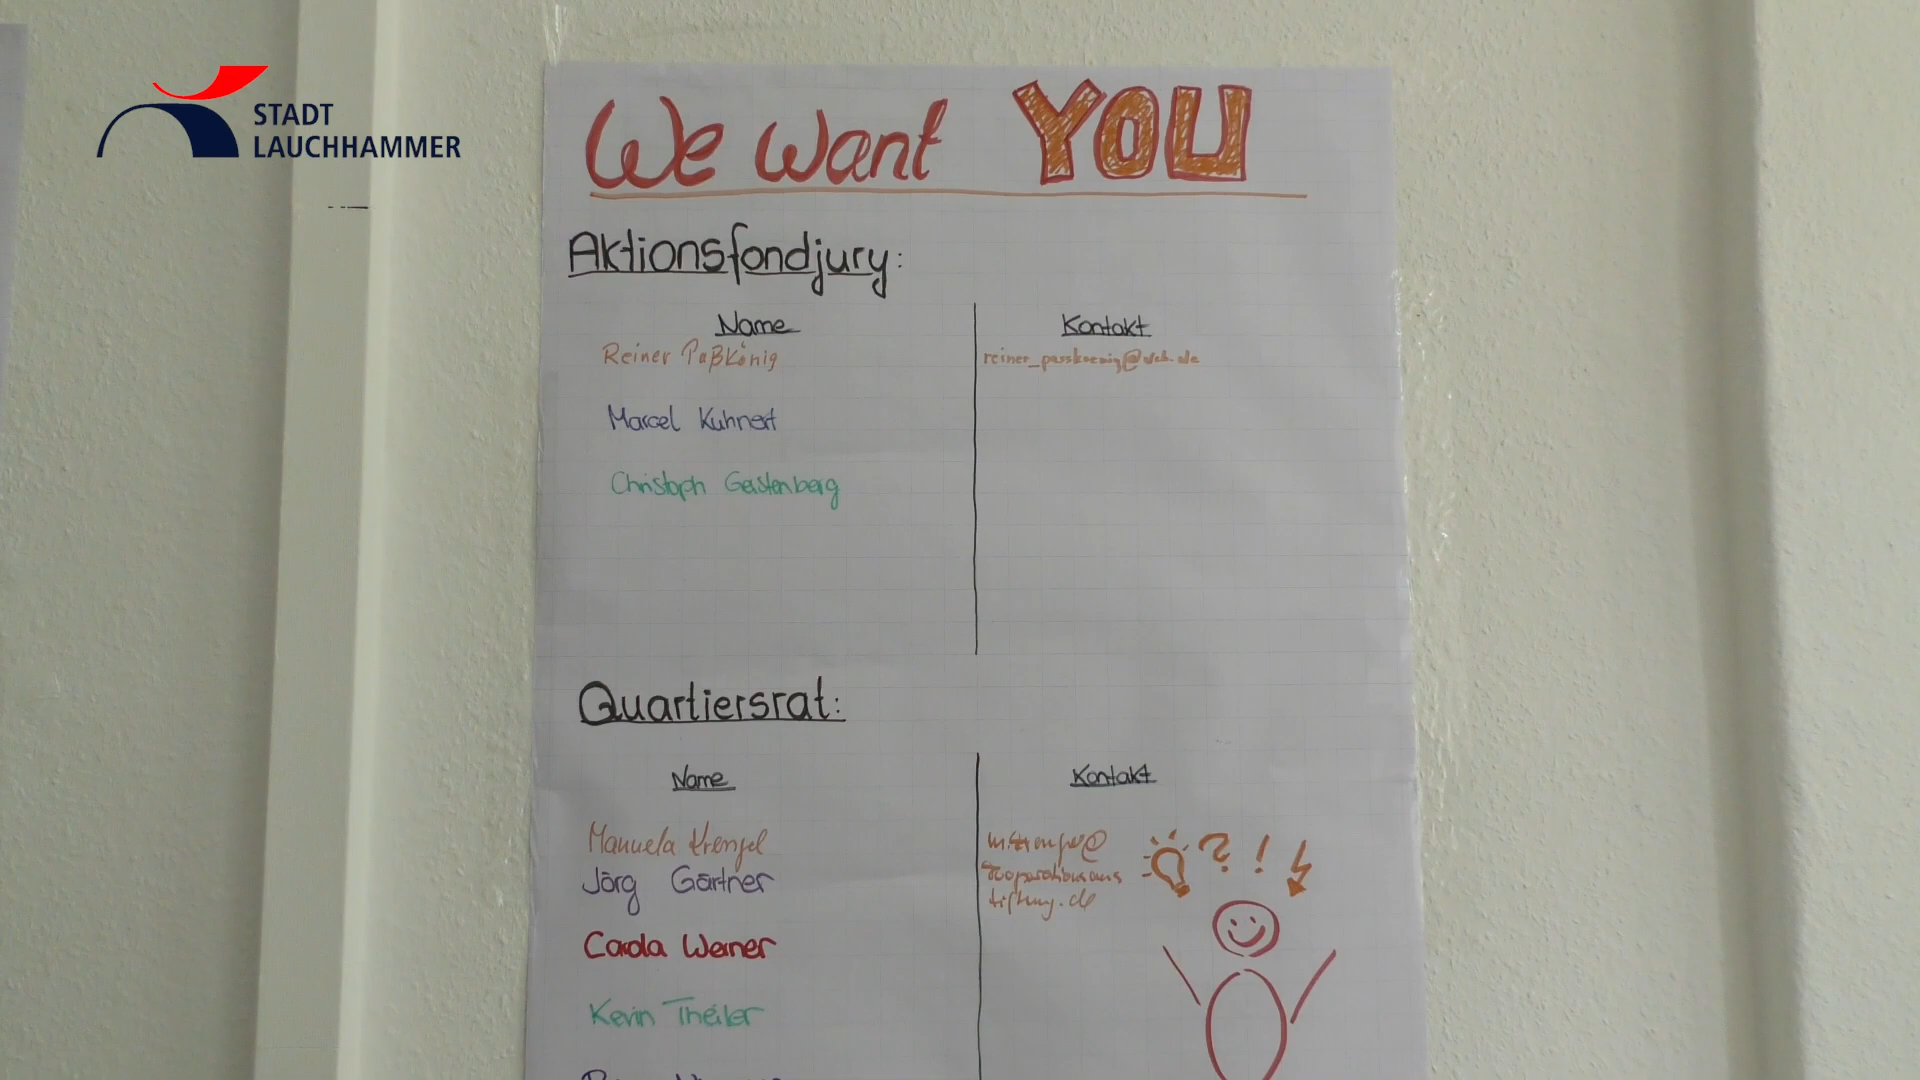 STADT
LAUCHHAMMER
We want YOU
Aktionsfondjury:
Name Kontakt
Reiner Paßkönig reiner_passkoenig@web.de
Marcel Kuhnert
Christoph Gerstenberg
Quartiersrat:
Name Kontakt
Manuela Krengel
Jörg Gärtner
Carola Werner
Kevin Theiler
? !